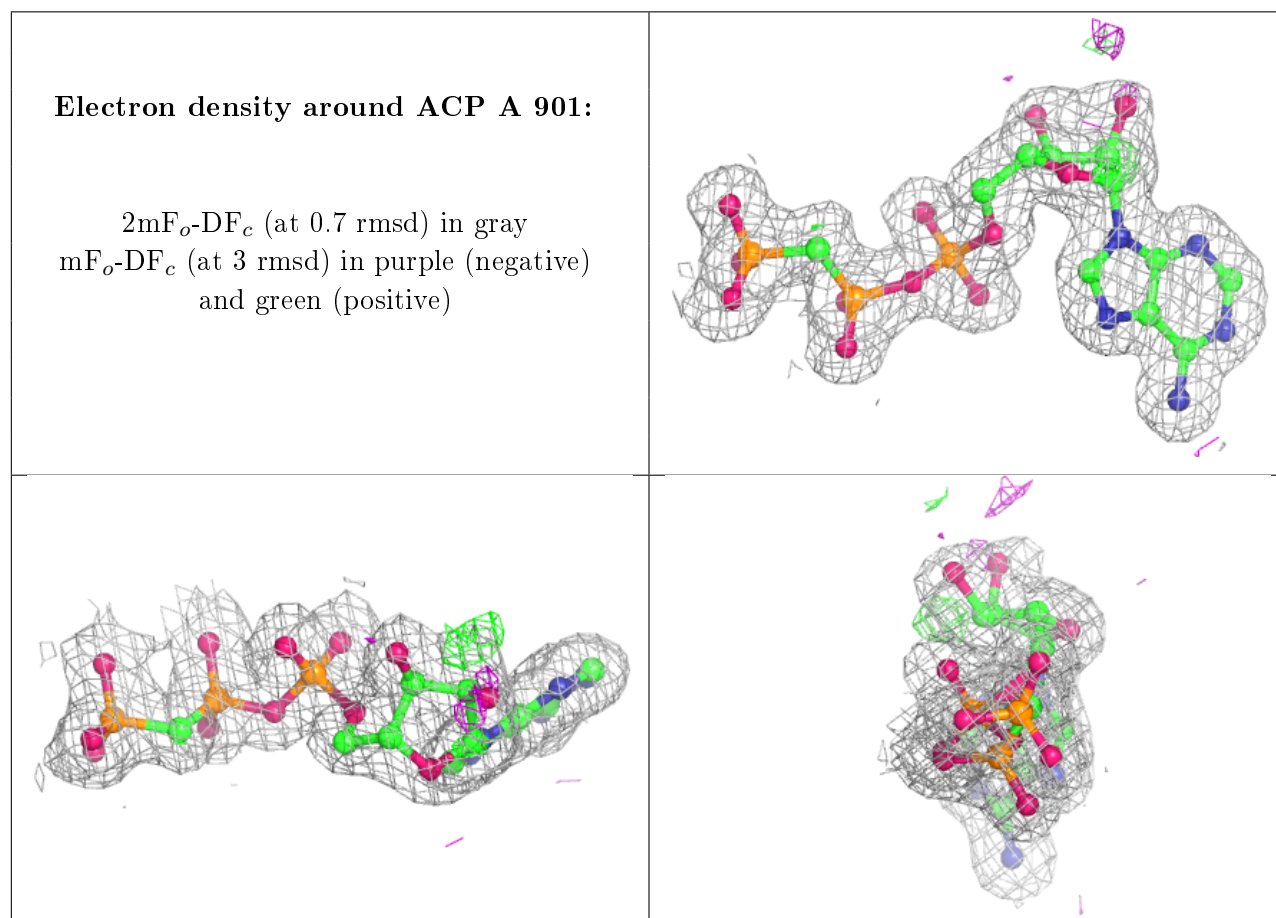 Electron density around ACP A 901:
2mFo-DFc (at 0.7 rmsd) in gray
mFo-DFc (at 3 rmsd) in purple (negative)
and green (positive)